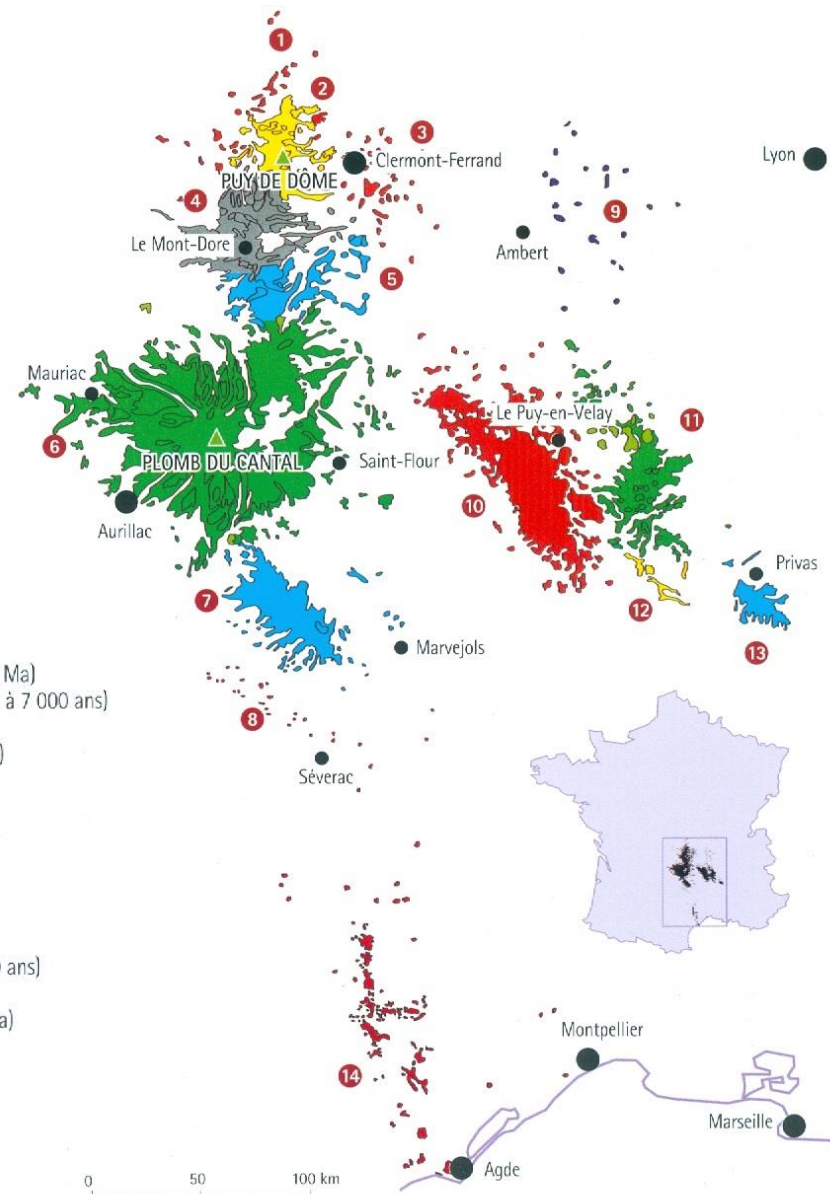 1
2
3
Clermont-Ferrand
Lyon
PUY DE DÔME
4
9
Le Mont-Dore
Ambert
5
Mauriac
Le Puy-en-Velay
11
6
PLOMB DU CANTAL
Saint-Flour
10
Aurillac
Privas
7
12
13
Marvejols
Ma)
à 7 000 ans)
8
)
Séverac
ans)
a)
Montpellier
14
Marseille
Agde
0 50 100 km